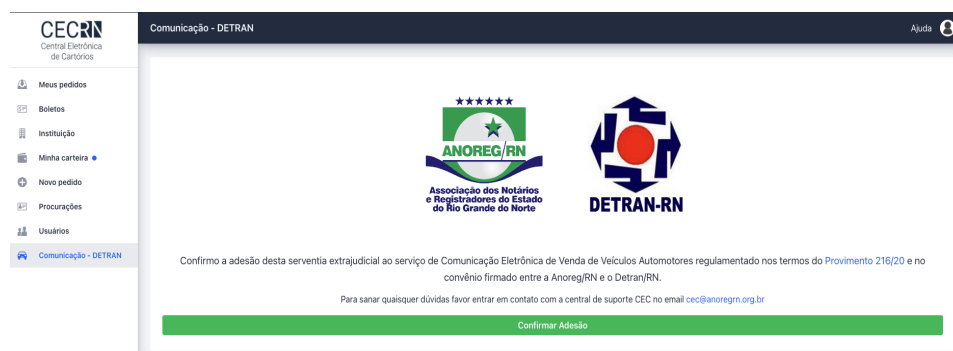 CECRN
Central Eletrônica
de Cartórios
Meus pedidos
Boletos
Instituição
Minha carteira
Novo pedido
Procurações
Usuários
Comunicação - DETRAN
Comunicação - DETRAN
Ajuda
ANOREG/RN
Associação dos Notários
e Registradores do Estado
do Rio Grande do Norte
DETRAN-RN
Confirmo a adesão desta serventia extrajudicial ao serviço de Comunicação Eletrônica de Venda de Veículos Automotores regulamentado nos termos do Provimento 216/20 e no
convênio firmado entre a Anoreg/RN e o Detran/RN.
Para sanar quaisquer dúvidas favor entrar em contato com a central de suporte CEC no email cec@anoregrn.org.br
Confirmar Adesão